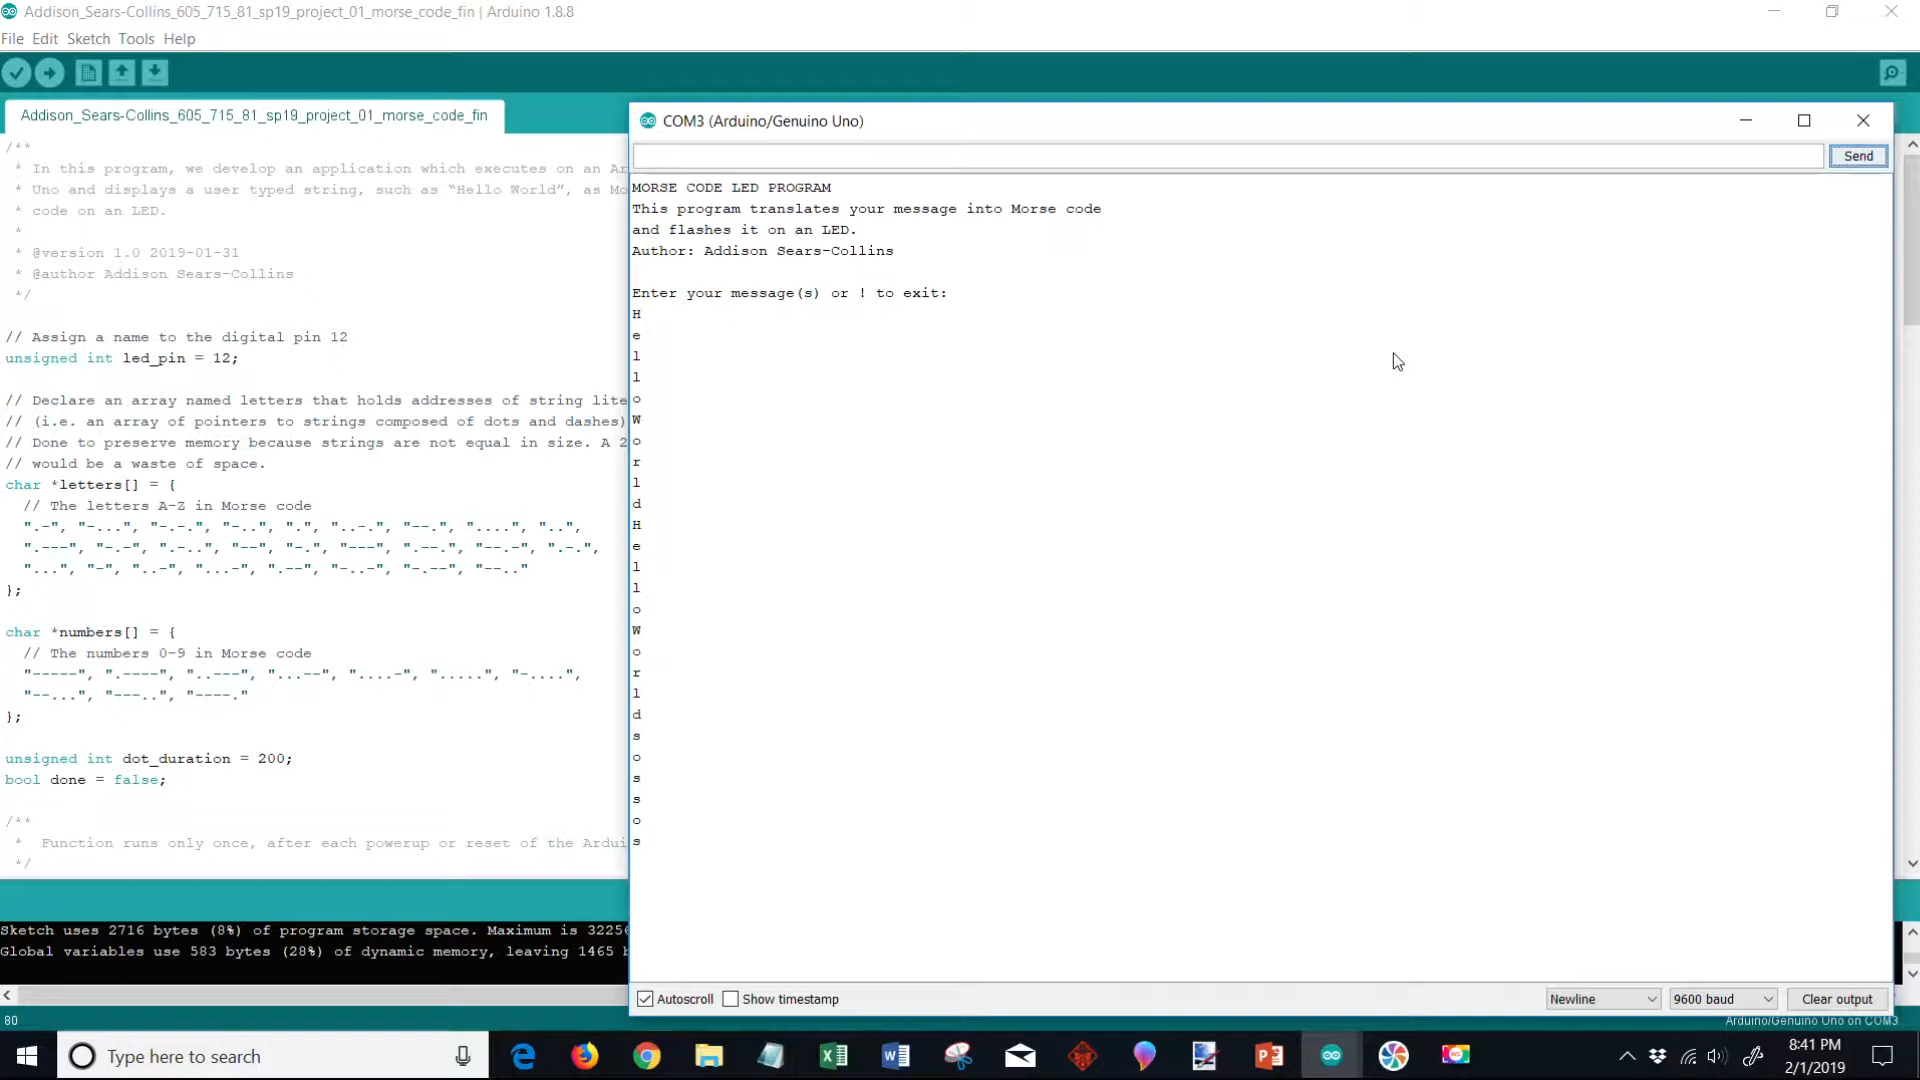 Addison_Sears-Collins_605_715_81_sp19_project_01_morse_code_fin | Arduino 1.8.8
File Edit Sketch Tools Help
Addison_Sears-Collins_605_715_81_sp19_project_01_morse_code_fin
/**
* In this program, we develop an application which executes on an Ar
* Uno and displays a user typed string, such as “Hello World”, as Mo
* code on an LED.
*
* @version 1.0 2019-01-31
* @author Addison Sears-Collins
*/
// Assign a name to the digital pin 12
unsigned int led_pin = 12;
// Declare an array named letters that holds addresses of string lite
// (i.e. an array of pointers to strings composed of dots and dashes)
// Done to preserve memory because strings are not equal in size. A 2
// would be a waste of space.
char *letters[] = {
// The letters A-Z in Morse code
".-", "-...", "-.-.", "-..", ".", "..-.", "--.", "....", "..",
".---", "-.-", ".-..", "--", "-.", "---", ".--.", "--.-", ".-.",
"...", "-", "..-", "...-", ".--", "-..-", "-.--", "--.."
};
char *numbers[] = {
// The numbers 0-9 in Morse code
"-----", ".----", "..---", "...--", "....-", ".....", "-....",
"--...", "---..", "----."
};
unsigned int dot_duration = 200;
bool done = false;
/**
* Function runs only once, after each powerup or reset of the Ardui
*/
Sketch uses 2716 bytes (8%) of program storage space. Maximum is 32256
Global variables use 583 bytes (28%) of dynamic memory, leaving 1465 b
80
COM3 (Arduino/Genuino Uno)
Send
MORSE CODE LED PROGRAM
This program translates your message into Morse code
and flashes it on an LED.
Author: Addison Sears-Collins
Enter your message(s) or ! to exit:
H
e
l
l
o
W
o
r
l
d
H
e
l
l
o
W
o
r
l
d
s
o
s
s
o
s
Autoscroll Show timestamp Newline 9600 baud Clear output
Arduino/Genuino Uno on COM3
Type here to search
8:41 PM
2/1/2019